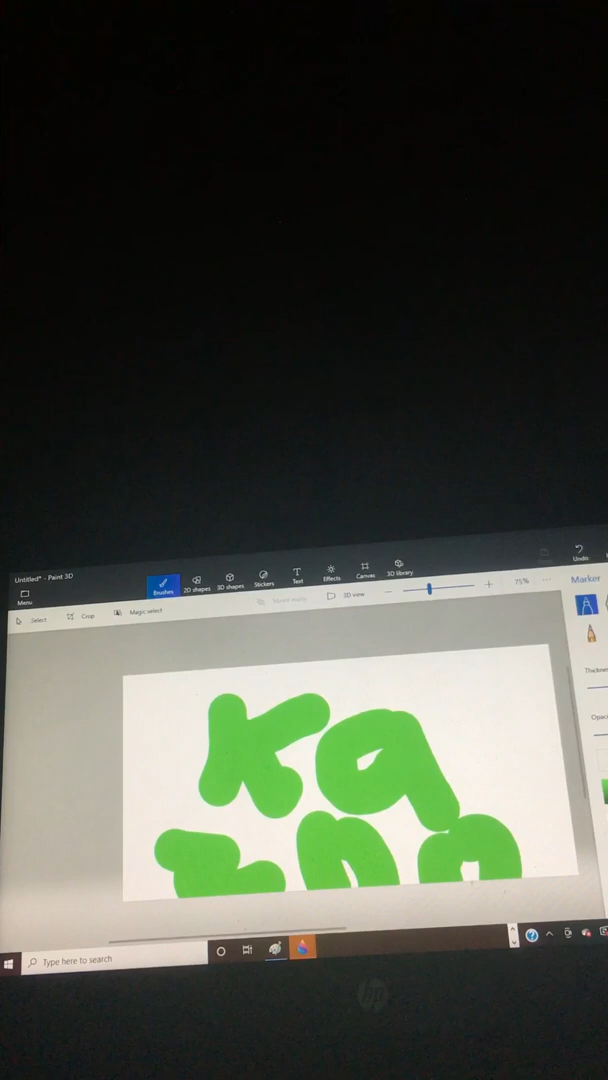 Untitled* - Paint 3D
Menu
Brushes
2D shapes
3D shapes
Stickers
Text
Effects
Canvas
3D library
Undo
Select
Crop
Magic select
3D view
75%
Marker
Ka
Type here to search
hp